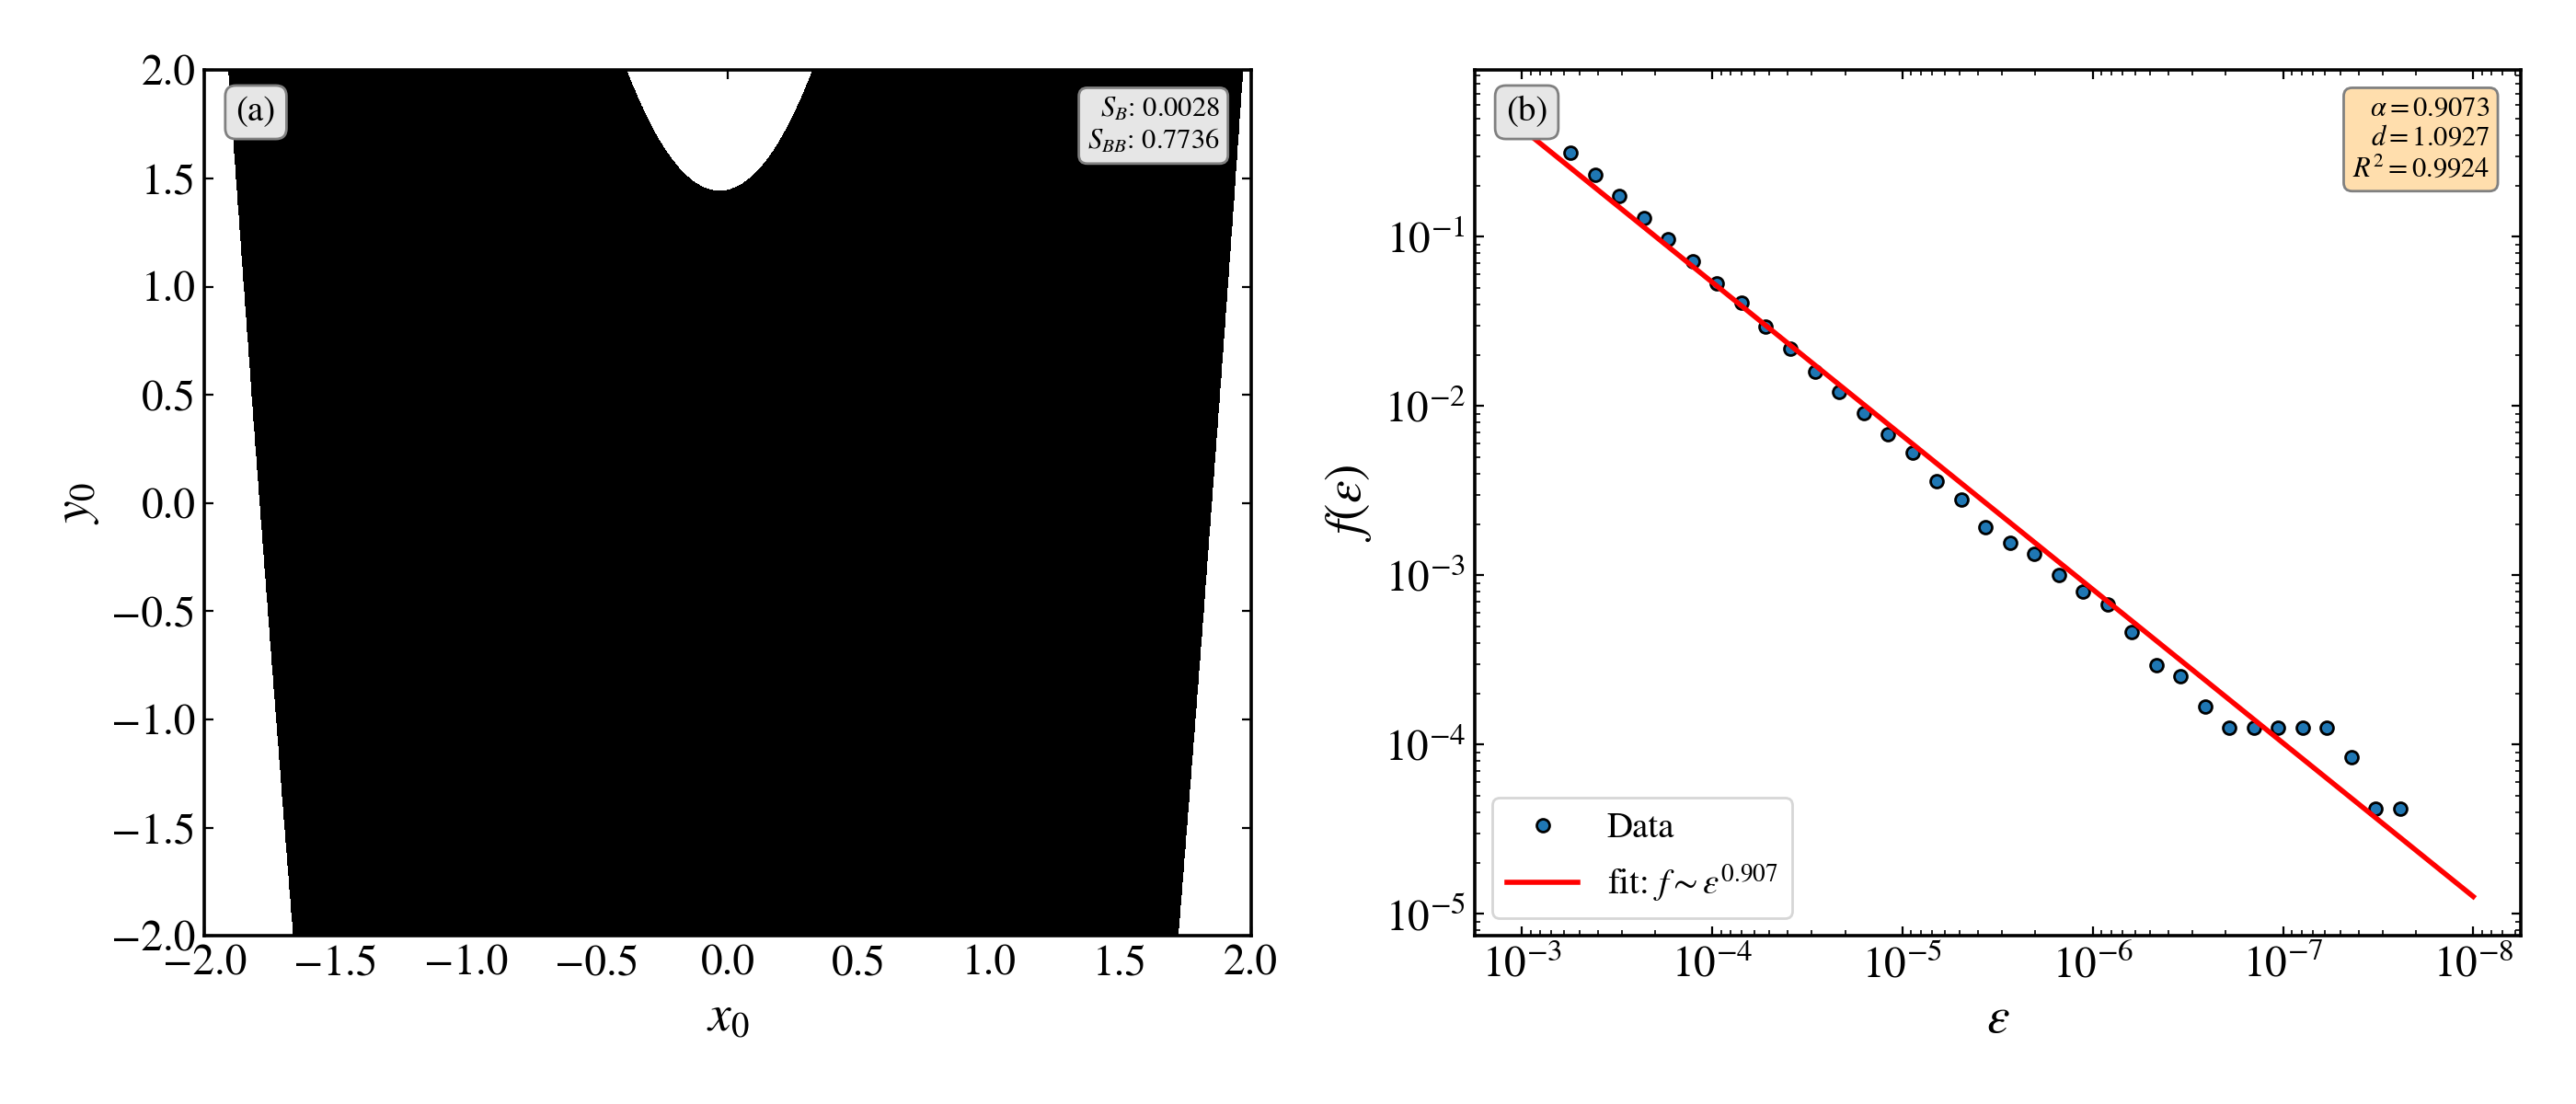 (a)
S_B: 0.0028
S_{BB}: 0.7736
2.0
1.5
1.0
0.5
0.0
−0.5
−1.0
−1.5
−2.0
y_0
−2.0 −1.5 −1.0 −0.5 0.0 0.5 1.0 1.5 2.0
x_0
(b)
α = 0.9073
d = 1.0927
R^2 = 0.9924
10^{−1}
10^{−2}
10^{−3}
10^{−4}
10^{−5}
f(ε)
Data
fit: f ~ ε^{0.907}
10^{−3} 10^{−4} 10^{−5} 10^{−6} 10^{−7} 10^{−8}
ε